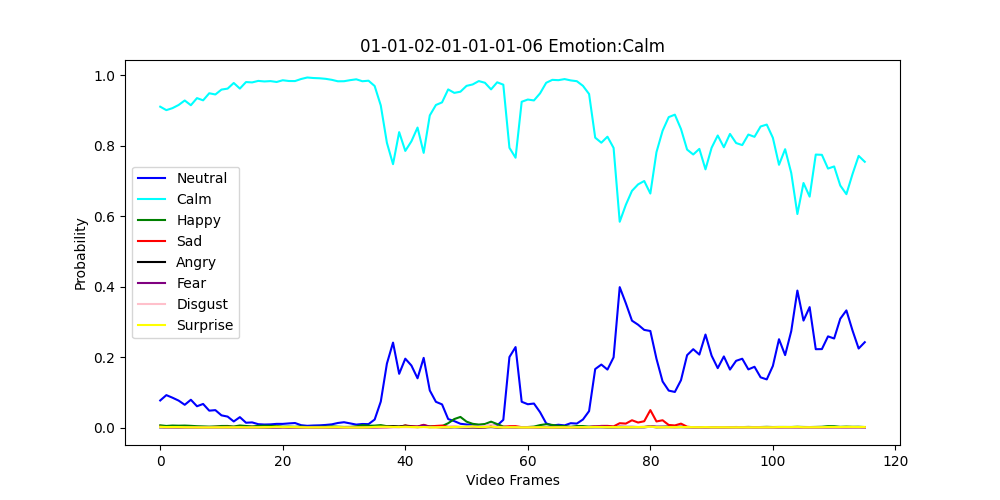 01-01-02-01-01-01-06 Emotion:Calm
1.0
0.8
0.6
0.4
0.2
0.0
Probability
Neutral
Calm
Happy
Sad
Angry
Fear
Disgust
Surprise
0 20 40 60 80 100 120
Video Frames